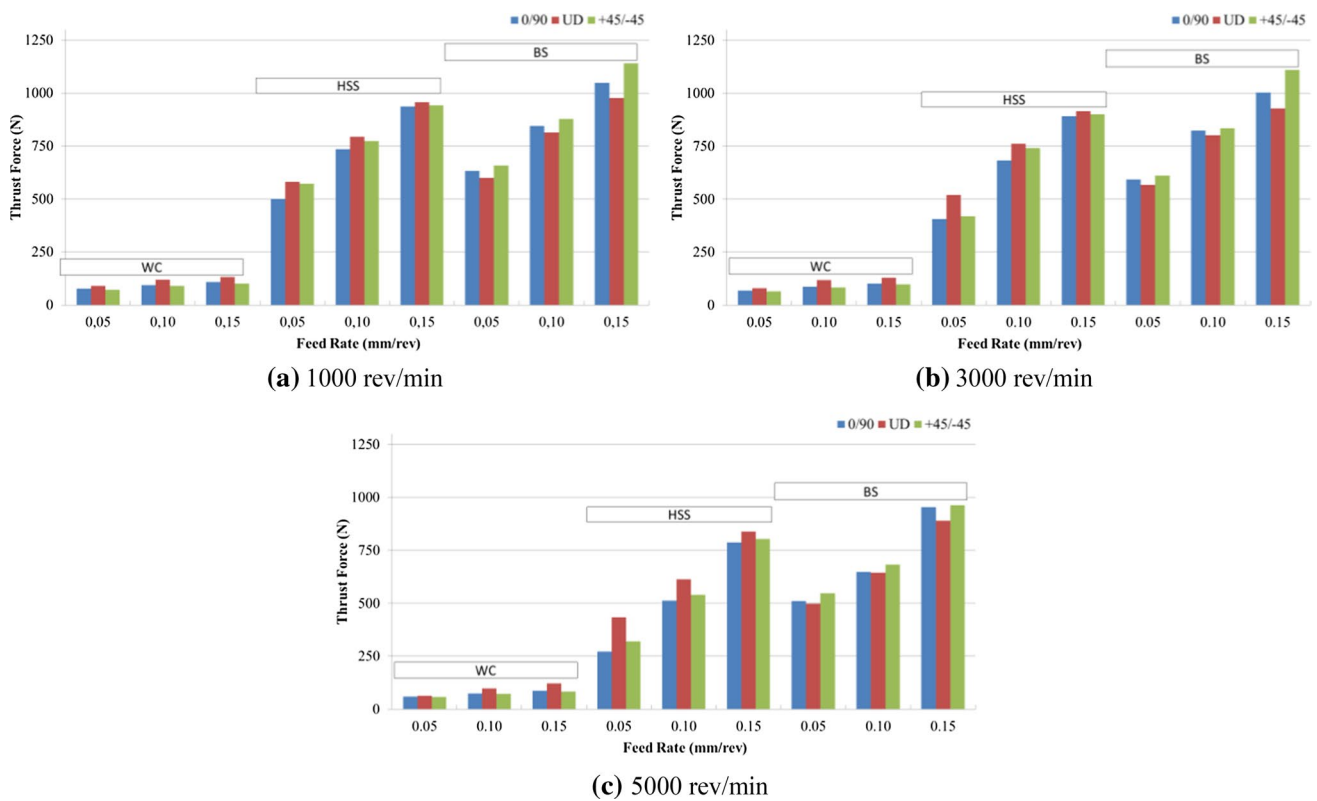 0/90 UD +45/-45
1250
1000
750
500
250
0
Thrust Force (N)
WC
HSS
BS
0,05 0,10 0,15 0,05 0,10 0,15 0,05 0,10 0,15
Feed Rate (mm/rev)
(a) 1000 rev/min
0/90 UD +45/-45
1250
1000
750
500
250
0
Thrust Force (N)
WC
HSS
BS
0.05 0.10 0.15 0.05 0.10 0.15 0.05 0.10 0.15
Feed Rate (mm/rev)
(b) 3000 rev/min
0/90 UD +45/-45
1250
1000
750
500
250
0
Thrust Force (N)
WC
HSS
BS
0.05 0.10 0.15 0.05 0.10 0.15 0.05 0.10 0.15
Feed Rate (mm/rev)
(c) 5000 rev/min